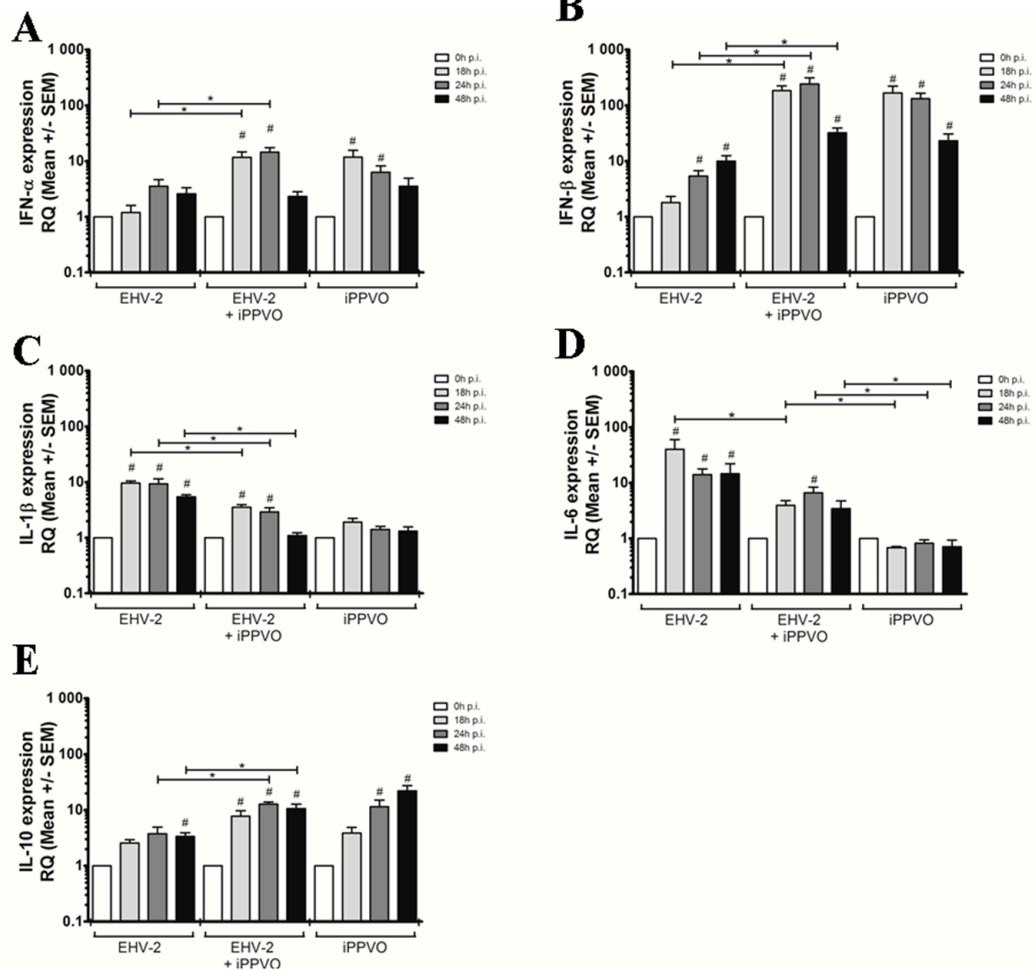 A
IFN-α expression
RQ (Mean +/- SEM)
1 000
100
10
1
0.1
* 
*
#
#
#
#
0h p.i.
18h p.i.
24h p.i.
48h p.i.
EHV-2
EHV-2
+ iPPVO
iPPVO
B
IFN-β expression
RQ (Mean +/- SEM)
1 000
100
10
1
0.1
*
*
*
#
#
#
#
#
#
#
#
0h p.i.
18h p.i.
24h p.i.
48h p.i.
EHV-2
EHV-2
+ iPPVO
iPPVO
C
IL-1β expression
RQ (Mean +/- SEM)
1 000
100
10
1
0.1
*
*
*
#
#
#
#
#
0h p.i.
18h p.i.
24h p.i.
48h p.i.
EHV-2
EHV-2
+ iPPVO
iPPVO
D
IL-6 expression
RQ (Mean +/- SEM)
1 000
100
10
1
0.1
*
*
*
*
#
#
#
#
0h p.i.
18h p.i.
24h p.i.
48h p.i.
EHV-2
EHV-2
+ iPPVO
iPPVO
E
IL-10 expression
RQ (Mean +/- SEM)
1 000
100
10
1
0.1
*
*
#
#
#
#
#
#
0h p.i.
18h p.i.
24h p.i.
48h p.i.
EHV-2
EHV-2
+ iPPVO
iPPVO